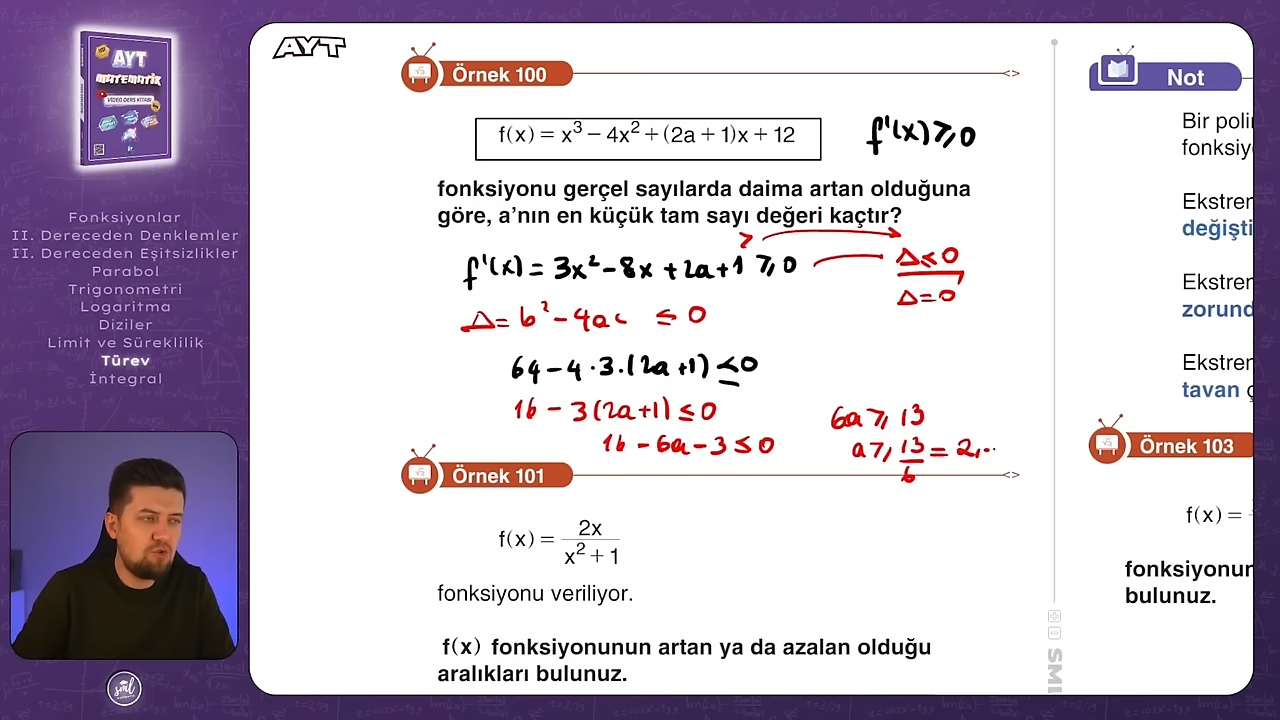 AYT
MATEMATİK
VİDEO DERS KİTABI
Fonksiyonlar
II. Dereceden Denklemler
II. Dereceden Eşitsizlikler
Parabol
Trigonometri
Logaritma
Diziler
Limit ve Süreklilik
Türev
İntegral
AYT
Örnek 100
f(x) = x³ – 4x² + (2a + 1)x + 12
f'(x) ≥ 0
fonksiyonu gerçel sayılarda daima artan olduğuna
göre, a’nın en küçük tam sayı değeri kaçtır?
>
f'(x) = 3x² - 8x + 2a + 1 ≥ 0
Δ ≤ 0
Δ = 0
Δ = b² - 4ac ≤ 0
64 - 4 · 3 · (2a + 1) ≤ 0
16 - 3(2a+1) ≤ 0
16 - 6a - 3 ≤ 0
6a ≥ 13
a ≥ 13/6 = 2,..
Örnek 101
f(x) = 2x / x² + 1
fonksiyonu veriliyor.
f(x) fonksiyonunun artan ya da azalan olduğu
aralıkları bulunuz.
SMI
Not
Bir poli
fonksiy
Ekstrem
değişti
Ekstrem
zorund
Ekstrem
tavan ç
Örnek 103
f(x) =
fonksiyonun
bulunuz.
sml